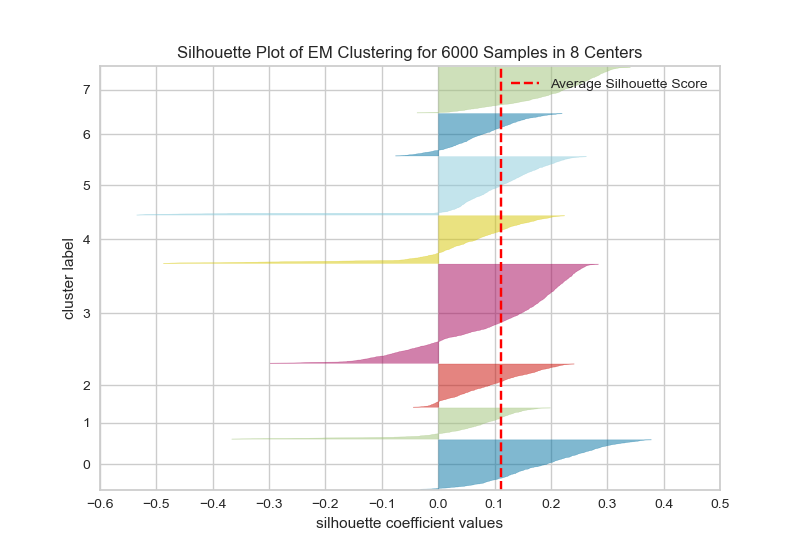 Silhouette Plot of EM Clustering for 6000 Samples in 8 Centers
Average Silhouette Score
cluster label
7
6
5
4
3
2
1
0
−0.6 −0.5 −0.4 −0.3 −0.2 −0.1 0.0 0.1 0.2 0.3 0.4 0.5
silhouette coefficient values